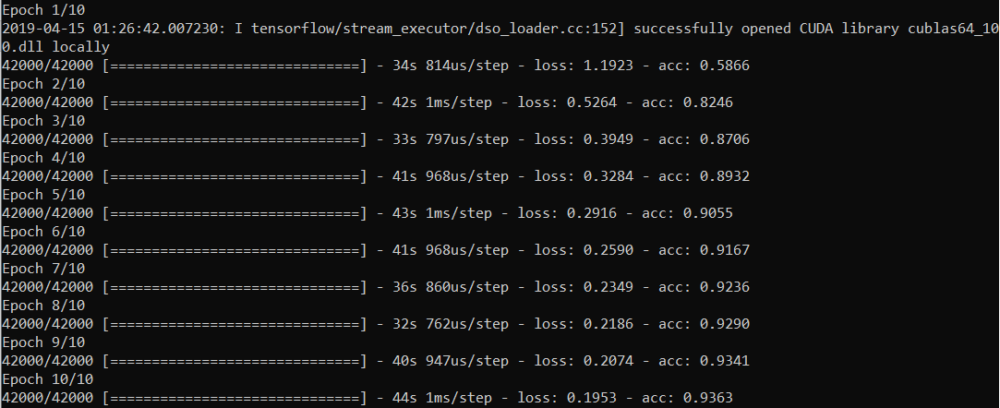 Epoch 1/10
2019-04-15 01:26:42.007230: I tensorflow/stream_executor/dso_loader.cc:152] successfully opened CUDA library cublas64_10
0.dll locally
42000/42000 [==============================] - 34s 814us/step - loss: 1.1923 - acc: 0.5866
Epoch 2/10
42000/42000 [==============================] - 42s 1ms/step - loss: 0.5264 - acc: 0.8246
Epoch 3/10
42000/42000 [==============================] - 33s 797us/step - loss: 0.3949 - acc: 0.8706
Epoch 4/10
42000/42000 [==============================] - 41s 968us/step - loss: 0.3284 - acc: 0.8932
Epoch 5/10
42000/42000 [==============================] - 43s 1ms/step - loss: 0.2916 - acc: 0.9055
Epoch 6/10
42000/42000 [==============================] - 41s 968us/step - loss: 0.2590 - acc: 0.9167
Epoch 7/10
42000/42000 [==============================] - 36s 860us/step - loss: 0.2349 - acc: 0.9236
Epoch 8/10
42000/42000 [==============================] - 32s 762us/step - loss: 0.2186 - acc: 0.9290
Epoch 9/10
42000/42000 [==============================] - 40s 947us/step - loss: 0.2074 - acc: 0.9341
Epoch 10/10
42000/42000 [==============================] - 44s 1ms/step - loss: 0.1953 - acc: 0.9363